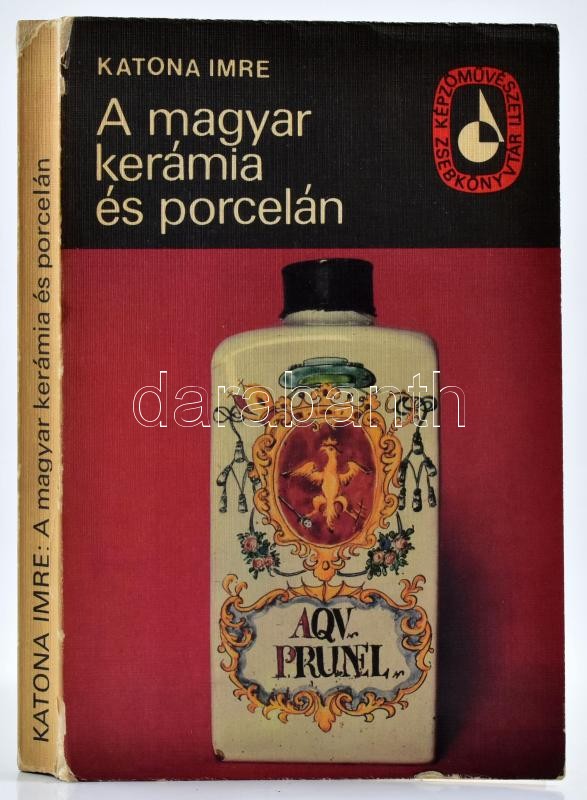 KATONA IMRE
A magyar
kerámia
és porcelán
KÉPZŐMŰVÉSZETI ZSEBKÖNYVTÁR
KATONA IMRE: A magyar kerámia és porcelán
darabanth
AQV.
PRUNEL.